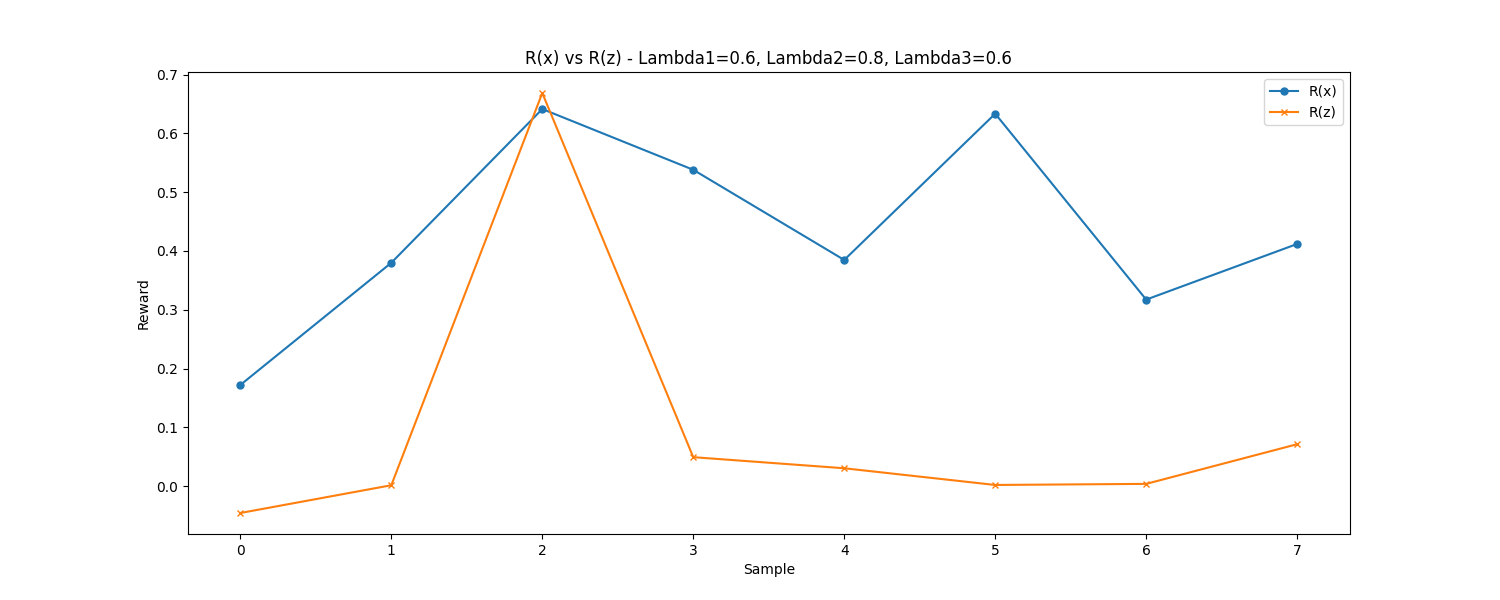 R(x) vs R(z) - Lambda1=0.6, Lambda2=0.8, Lambda3=0.6
R(x)
R(z)
Reward
0.7
0.6
0.5
0.4
0.3
0.2
0.1
0.0
0 1 2 3 4 5 6 7
Sample